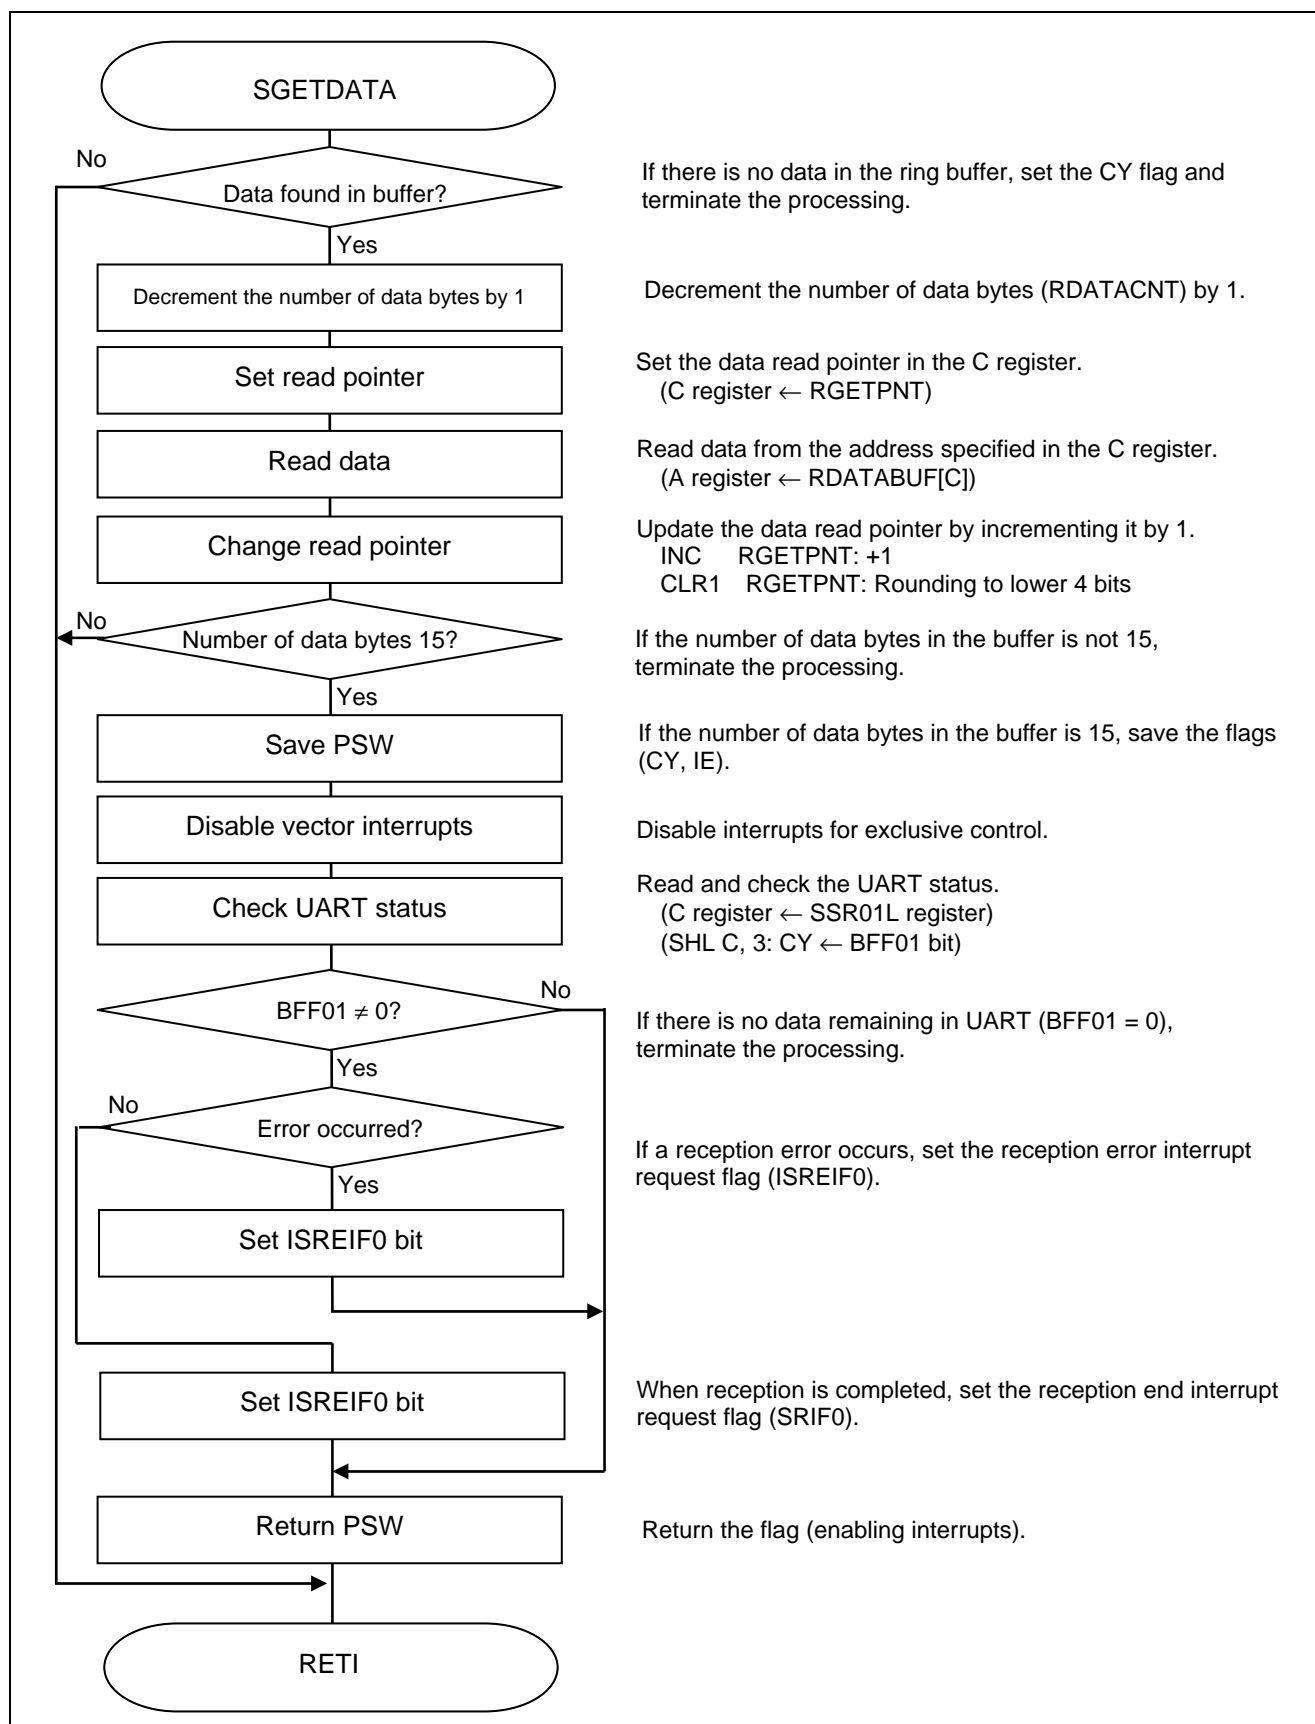 SGETDATA
No
Data found in buffer?
If there is no data in the ring buffer, set the CY flag and
terminate the processing.
Yes
Decrement the number of data bytes by 1
Decrement the number of data bytes (RDATACNT) by 1.
Set read pointer
Set the data read pointer in the C register.
(C register ← RGETPNT)
Read data
Read data from the address specified in the C register.
(A register ← RDATABUF[C])
Change read pointer
Update the data read pointer by incrementing it by 1.
INC RGETPNT: +1
CLR1 RGETPNT: Rounding to lower 4 bits
No
Number of data bytes 15?
If the number of data bytes in the buffer is not 15,
terminate the processing.
Yes
Save PSW
If the number of data bytes in the buffer is 15, save the flags
(CY, IE).
Disable vector interrupts
Disable interrupts for exclusive control.
Check UART status
Read and check the UART status.
(C register ← SSR01L register)
(SHL C, 3: CY ← BFF01 bit)
BFF01 ≠ 0?
No
If there is no data remaining in UART (BFF01 = 0),
terminate the processing.
Yes
No
Error occurred?
If a reception error occurs, set the reception error interrupt
request flag (ISREIF0).
Yes
Set ISREIF0 bit
Set ISREIF0 bit
When reception is completed, set the reception end interrupt
request flag (SRIF0).
Return PSW
Return the flag (enabling interrupts).
RETI